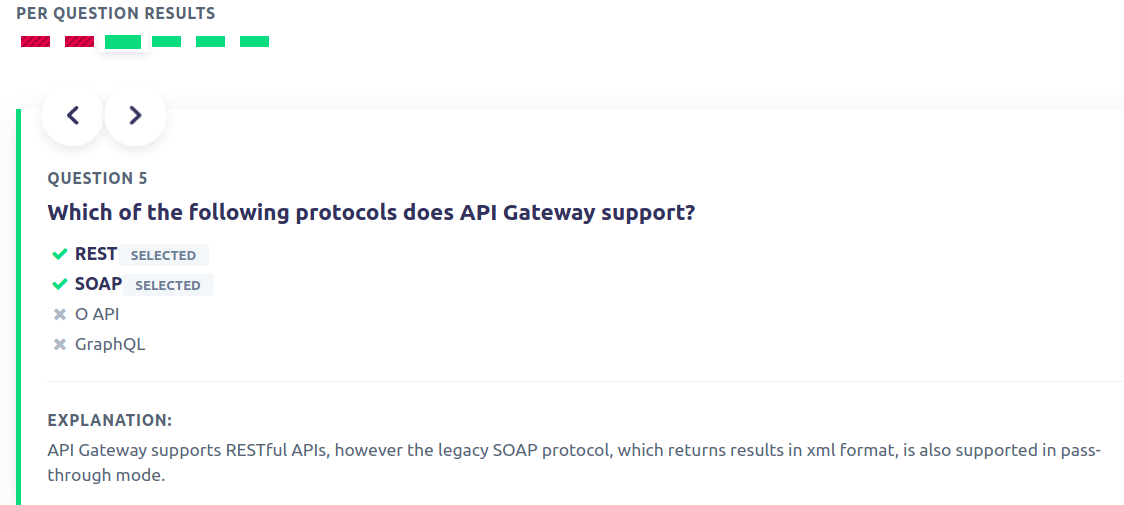 PER QUESTION RESULTS
QUESTION 5
Which of the following protocols does API Gateway support?
REST SELECTED
SOAP SELECTED
O API
GraphQL
EXPLANATION:
API Gateway supports RESTful APIs, however the legacy SOAP protocol, which returns results in xml format, is also supported in pass-
through mode.